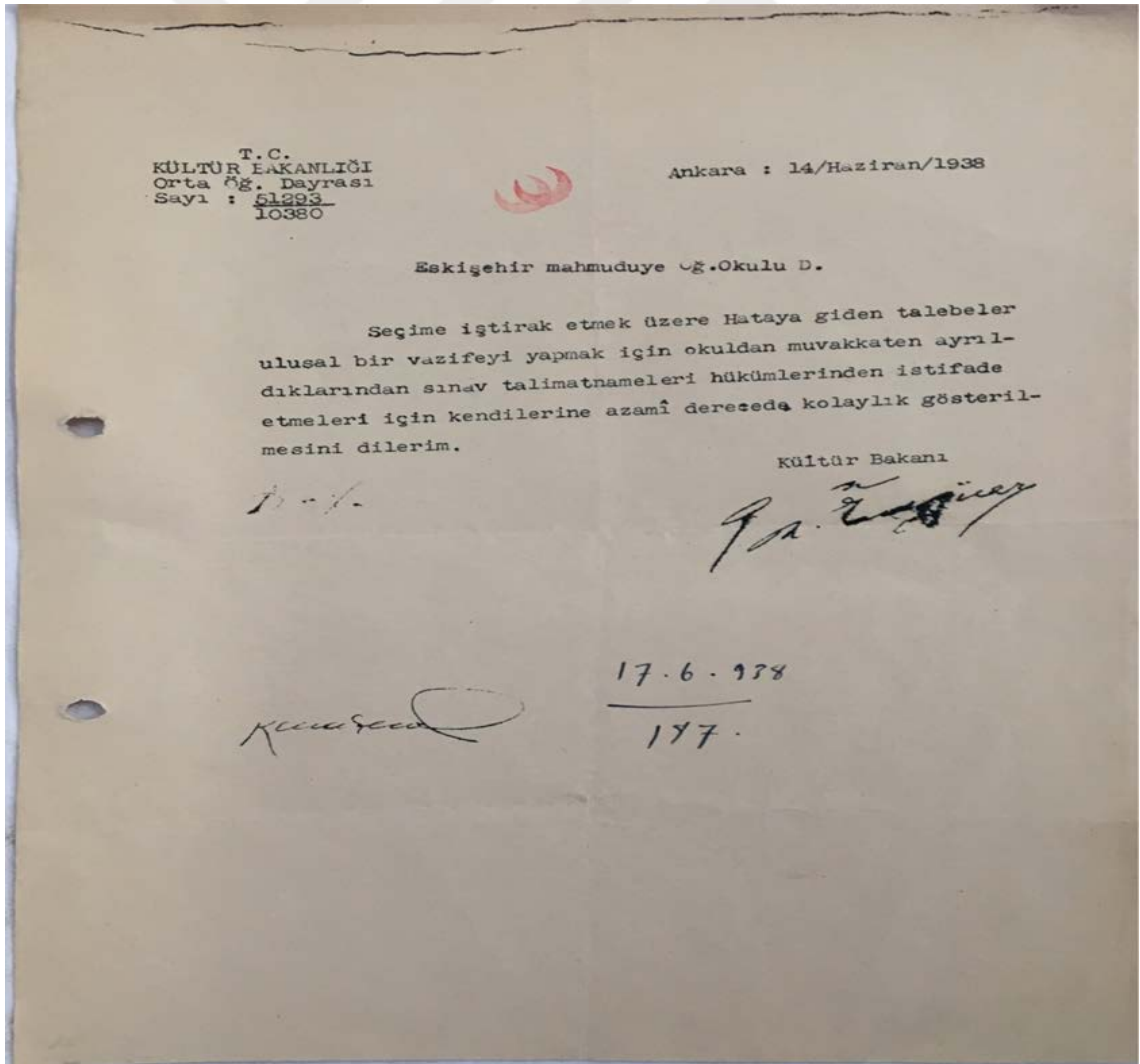 T.C.
KÜLTÜR BAKANLIĞI
Orta Öğ. Dayrası
Sayı : 51293
10380
Ankara : 14/Haziran/1938
Eskişehir mahmuduye Öğ.Okulu D.
Seçime iştirak etmek üzere Hataya giden talebeler
ulusal bir vazifeyi yapmak için okuldan muvakkaten ayrıl-
dıklarından sınav talimatnameleri hükümlerinden istifade
etmeleri için kendilerine azamî derecede kolaylık gösteril-
mesini dilerim.
Kültür Bakanı
17.6.938
187.